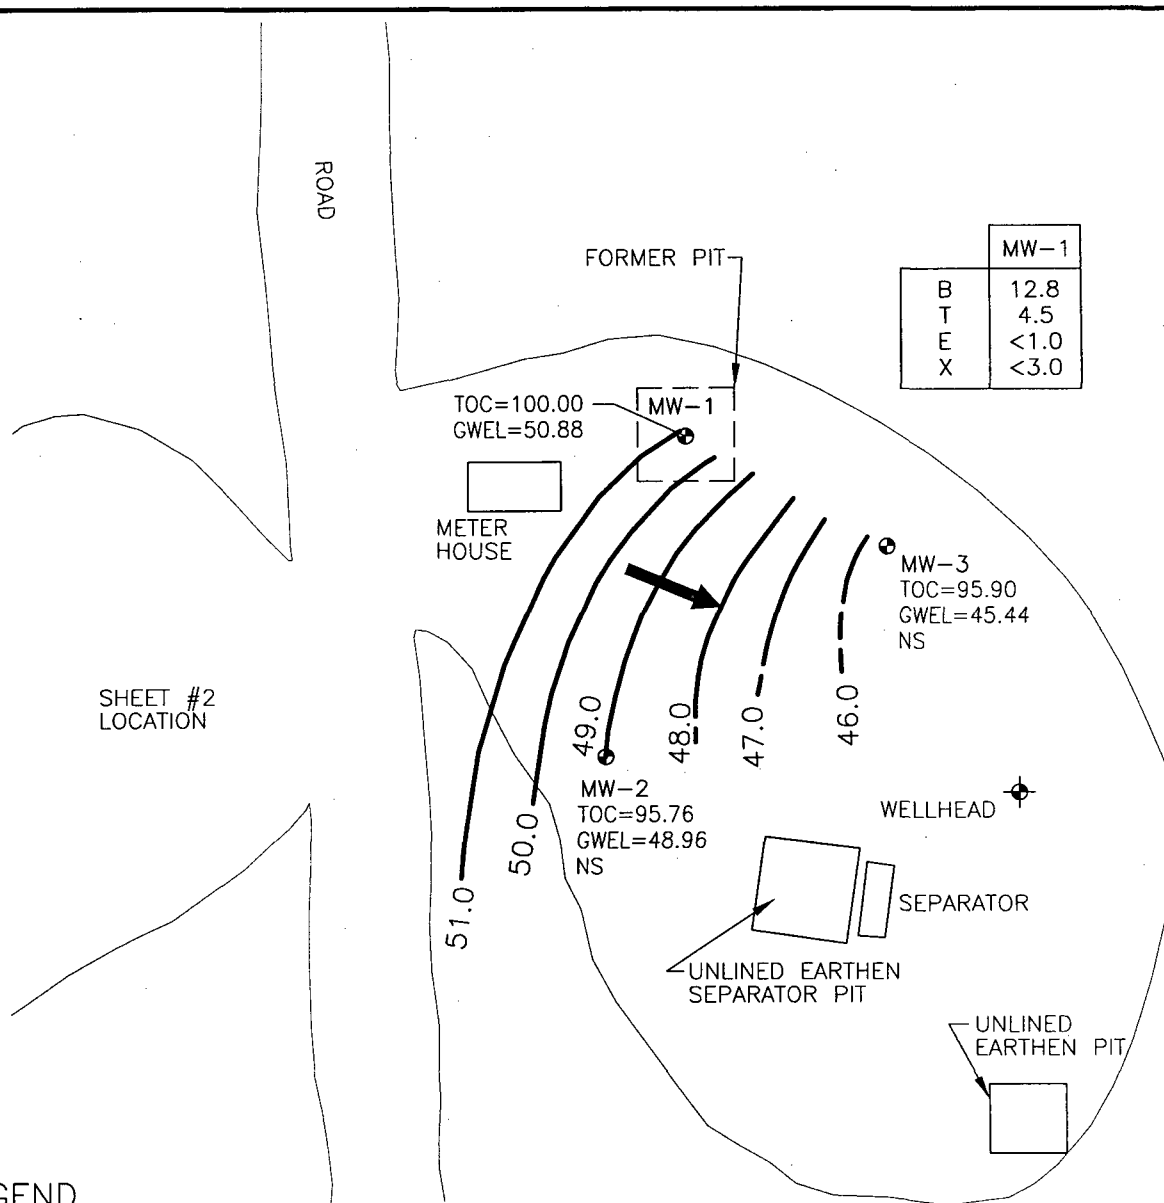 ROAD
FORMER PIT
MW-1
B 12.8
T 4.5
E <1.0
X <3.0
TOC=100.00
GWEL=50.88
MW-1
METER
HOUSE
MW-3
TOC=95.90
GWEL=45.44
NS
SHEET #2
LOCATION
49.0
48.0
47.0
46.0
MW-2
TOC=95.76
GWEL=48.96
NS
50.0
51.0
WELLHEAD
SEPARATOR
UNLINED EARTHEN
SEPARATOR PIT
UNLINED
EARTHEN PIT
GEND